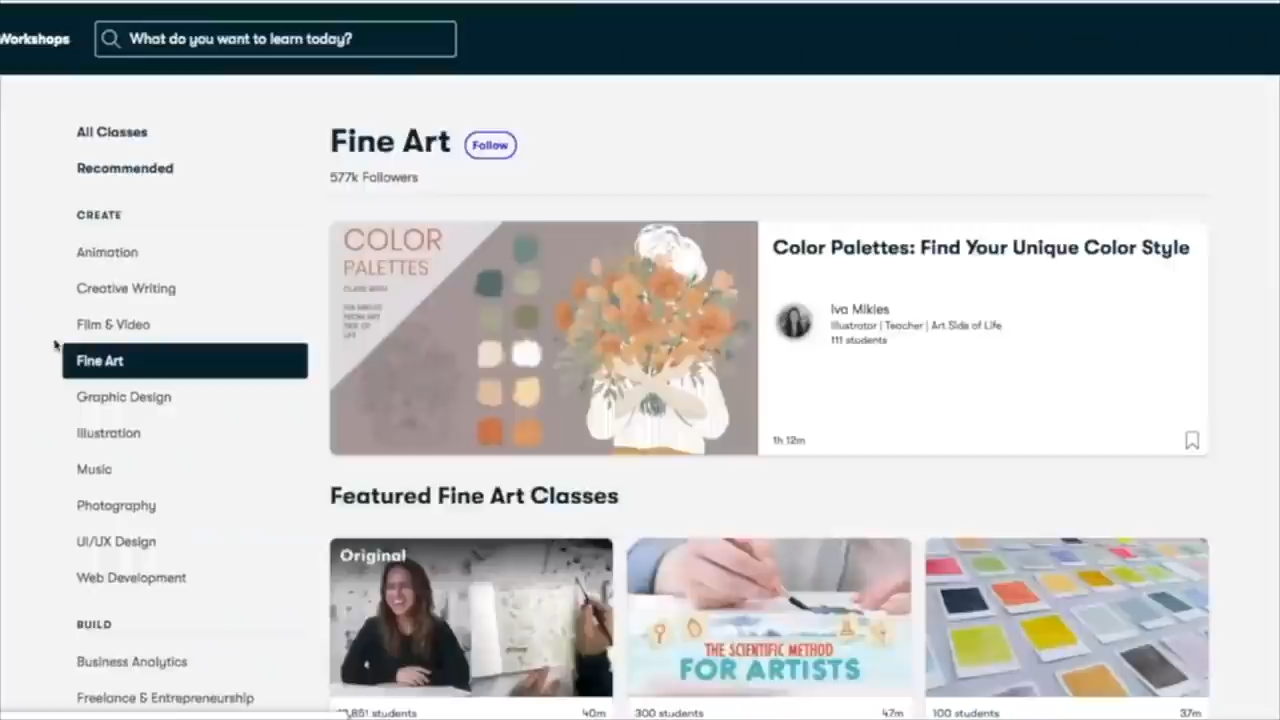 Workshops
What do you want to learn today?
All Classes
Recommended
CREATE
Animation
Creative Writing
Film & Video
Fine Art
Graphic Design
Illustration
Music
Photography
UI/UX Design
Web Development
BUILD
Business Analytics
Freelance & Entrepreneurship
Fine Art
Follow
577k Followers
COLOR
PALETTES
CLASS WITH
LIFE
Color Palettes: Find Your Unique Color Style
Iva Mikles
Illustrator | Teacher | Art Side of Life
111 students
1h 12m
Featured Fine Art Classes
Original
students
40m
THE SCIENTIFIC METHOD
FOR ARTISTS
300 students
47m
100 students
37m